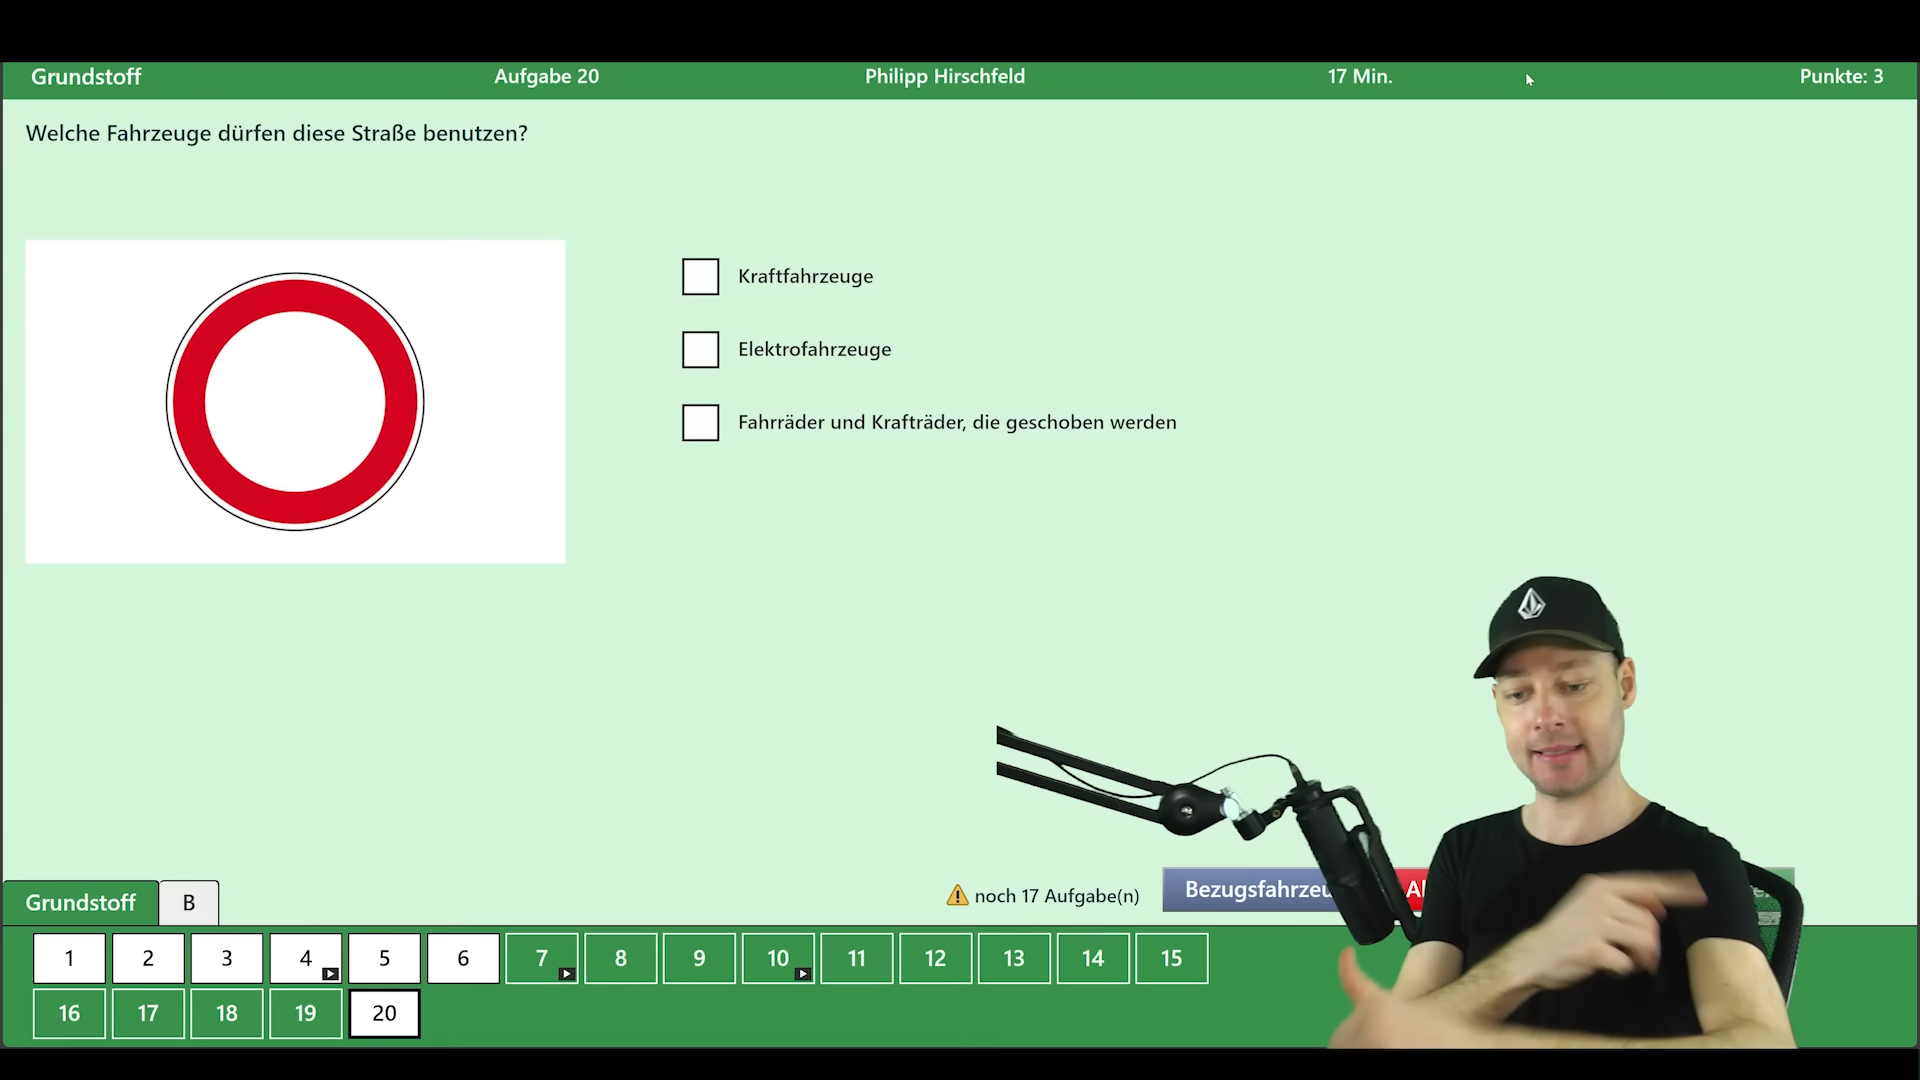 Grundstoff Aufgabe 20 Philipp Hirschfeld 17 Min. Punkte: 3
Welche Fahrzeuge dürfen diese Straße benutzen?
Kraftfahrzeuge
Elektrofahrzeuge
Fahrräder und Krafträder, die geschoben werden
noch 17 Aufgabe(n)
Grundstoff B
1 2 3 4 5 6 7 8 9 10 11 12 13 14 15
16 17 18 19 20